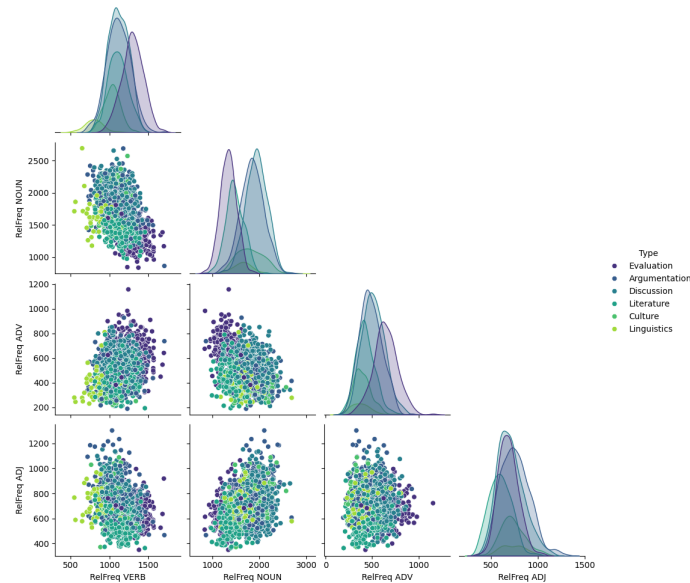 RelFreq NOUN
2500
2000
1500
1000
RelFreq ADV
1200
1000
800
600
400
200
RelFreq ADJ
1200
1000
800
600
400
500
1000
1500
RelFreq VERB
1000
2000
3000
RelFreq NOUN
0
500
1000
RelFreq ADV
500
1000
1500
RelFreq ADJ
Type
Evaluation
Argumentation
Discussion
Literature
Culture
Linguistics